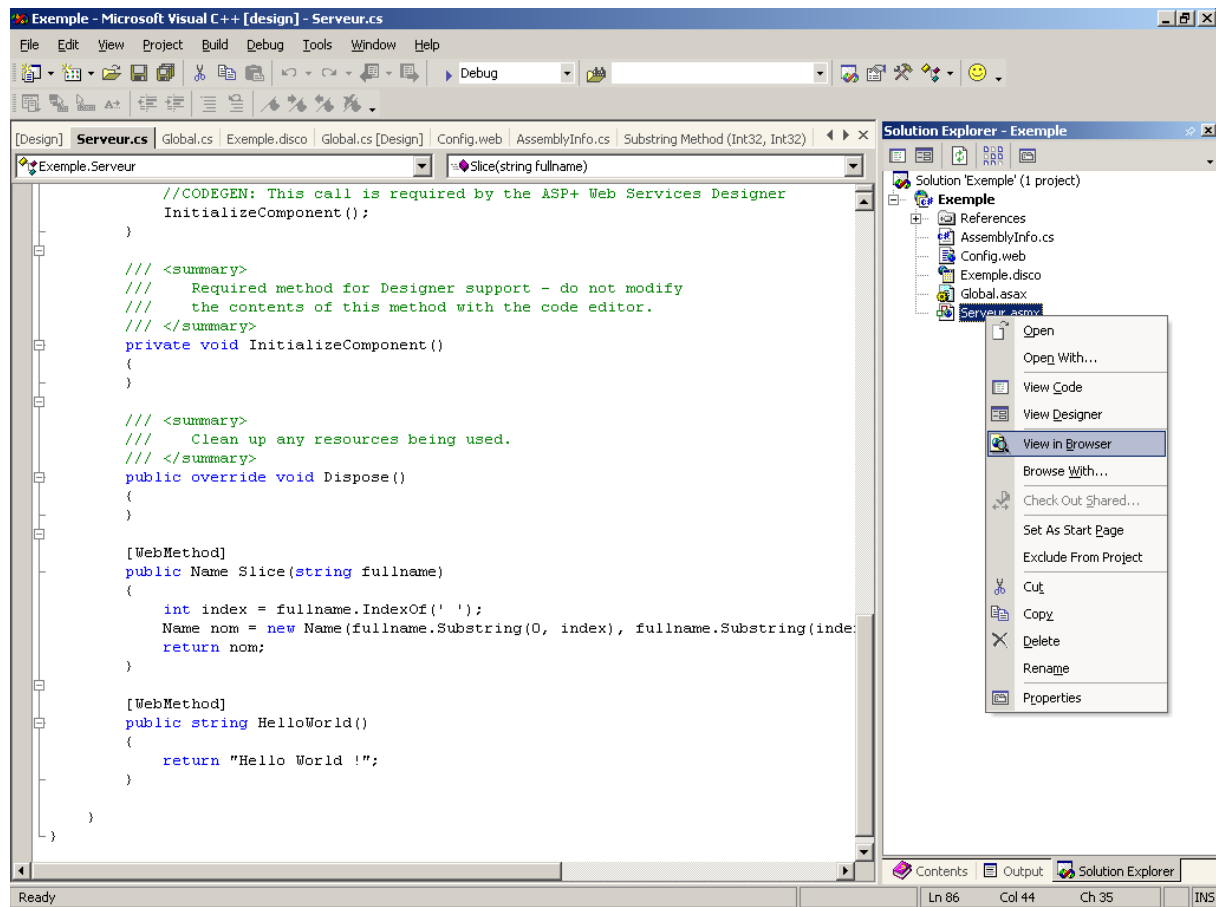 Exemple - Microsoft Visual C++ [design] - Serveur.cs
File Edit View Project Build Debug Tools Window Help
Debug
[Design] Serveur.cs Global.cs Exemple.disco Global.cs [Design] Config.web AssemblyInfo.cs Substring Method (Int32, Int32)
Exemple.Serveur Slice(string fullname)
//CODEGEN: This call is required by the ASP+ Web Services Designer
InitializeComponent();
}
/// <summary>
/// Required method for Designer support - do not modify
/// the contents of this method with the code editor.
/// </summary>
private void InitializeComponent()
{
}
/// <summary>
/// Clean up any resources being used.
/// </summary>
public override void Dispose()
{
}
[WebMethod]
public Name Slice(string fullname)
{
int index = fullname.IndexOf(' ');
Name nom = new Name(fullname.Substring(0, index), fullname.Substring(inde
return nom;
}
[WebMethod]
public string HelloWorld()
{
return "Hello World !";
}
}
}
Solution Explorer - Exemple
Solution 'Exemple' (1 project)
Exemple
References
AssemblyInfo.cs
Config.web
Exemple.disco
Global.asax
Serveur.asmx
Open
Open With...
View Code
View Designer
View in Browser
Browse With...
Check Out Shared...
Set As Start Page
Exclude From Project
Cut
Copy
Delete
Rename
Properties
Contents Output Solution Explorer
Ready Ln 86 Col 44 Ch 35 INS